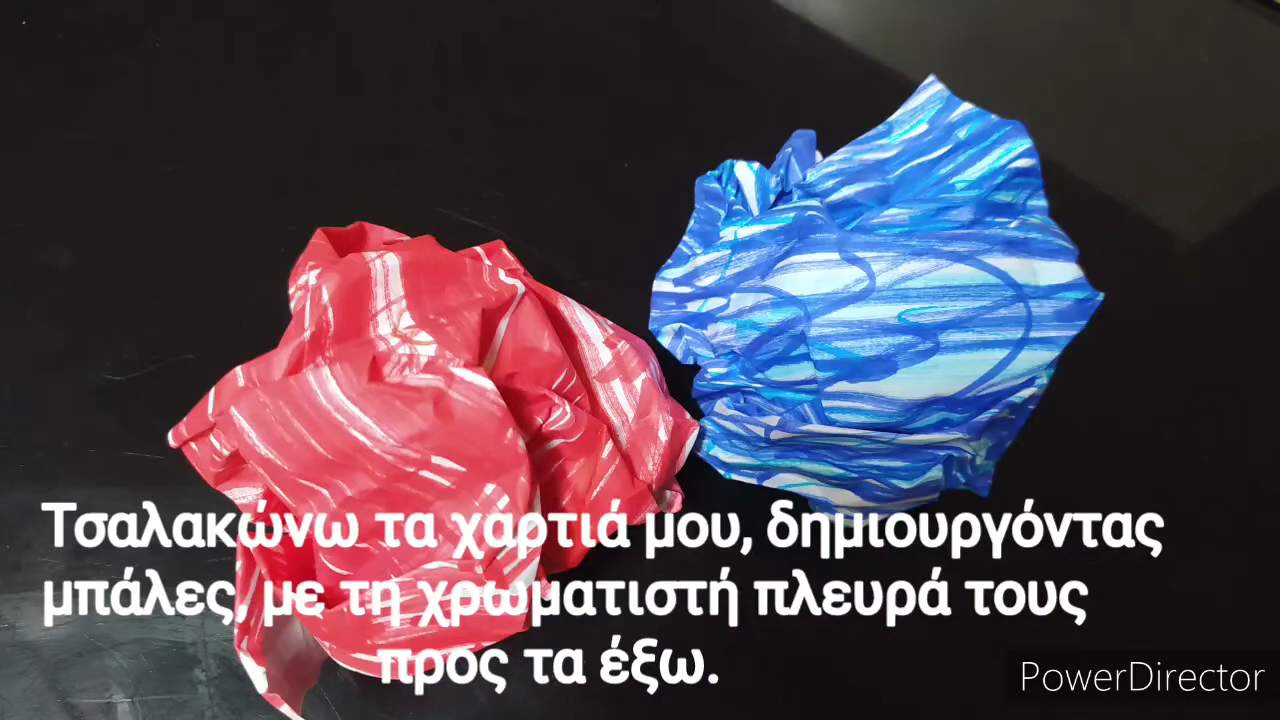 Τσαλακώνω τα χαρτιά μου, δημιουργόντας
μπάλες, με τη χρωματιστή πλευρά τους
προς τα έξω.
PowerDirector